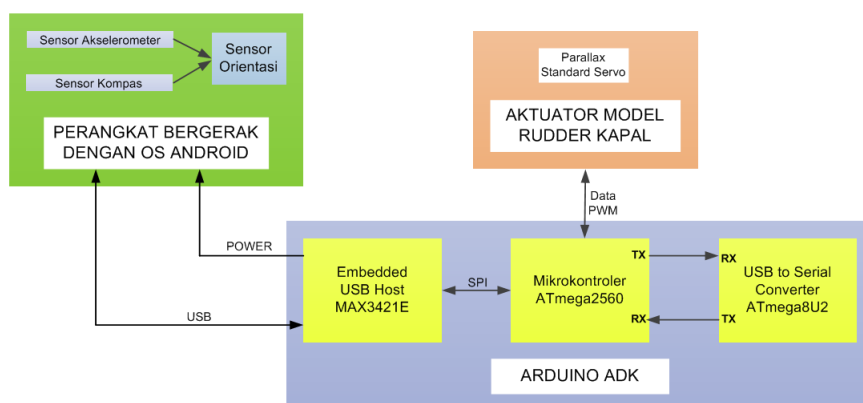 Sensor Akselerometer
Sensor Kompas
Sensor
Orientasi
PERANGKAT BERGERAK
DENGAN OS ANDROID
Parallax
Standard Servo
AKTUATOR MODEL
RUDDER KAPAL
Data
PWM
POWER
USB
Embedded
USB Host
MAX3421E
SPI
Mikrokontroler
ATmega2560
TX
RX
RX
TX
USB to Serial
Converter
ATmega8U2
ARDUINO ADK